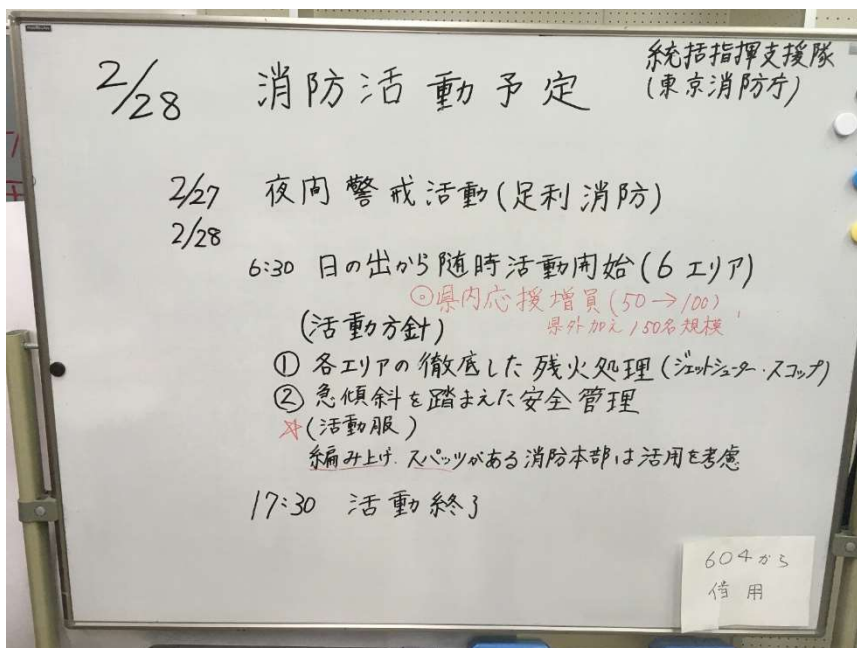 統括指揮支援隊
2/28 消防活動予定 (東京消防庁)
2/27 夜間警戒活動(足利消防)
2/28
6:30 日の出から随時活動開始(6エリア)
◎県内応援増員(50→100)
県外加え150名規模
(活動方針)
① 各エリアの徹底した残火処理(ジェットシューター・スコップ)
② 急傾斜を踏まえた安全管理
☆(活動服)
編み上げ、スパッツがある消防本部は活用を考慮
17:30 活動終了
604から
借用